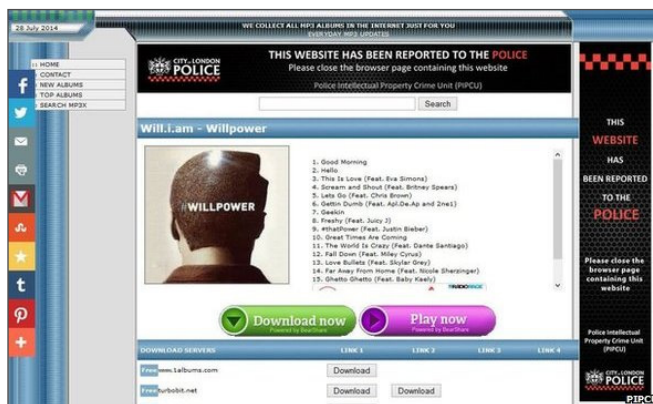 28 July 2014
WE COLLECT ALL MP3 ALBUMS IN THE INTERNET JUST FOR YOU
EVERYDAY MP3 UPDATES
HOME
CONTACT
NEW ALBUMS
TOP ALBUMS
SEARCH MP3X
CITY OF LONDON
POLICE
THIS WEBSITE HAS BEEN REPORTED TO THE POLICE
Please close the browser page containing this website
Police Intellectual Property Crime Unit (PIPCU)
Search
Will.i.am - Willpower
#WILLPOWER
1. Good Morning
2. Hello
3. This Is Love (Feat. Eva Simons)
4. Scream and Shout (Feat. Britney Spears)
5. Lets Go (Feat. Chris Brown)
6. Gettin Dumb (Feat. Apl.De.Ap and 2ne1)
7. Geekin
8. Freshy (Feat. Juicy J)
9. #thatPower (Feat. Justin Bieber)
10. Great Times Are Coming
11. The World Is Crazy (Feat. Dante Santiago)
12. Fall Down (Feat. Miley Cyrus)
13. Love Bullets (Feat. Skylar Grey)
14. Far Away From Home (Feat. Nicole Sherzinger)
15. Ghetto Ghetto (Feat. Baby Kaely)
Download now
Powered by BearShare
Play now
Powered by BearShare
DOWNLOAD SERVERS LINK 1 LINK 2 LINK 3 LINK 4
Free www.1albums.com Download
Free turbobit.net Download Download
THIS
WEBSITE
HAS
BEEN REPORTED
TO THE
POLICE
Please close the
browser page
containing this
website
Police Intellectual
Property Crime Unit
(PIPCU)
CITY OF LONDON
POLICE
PIPCU